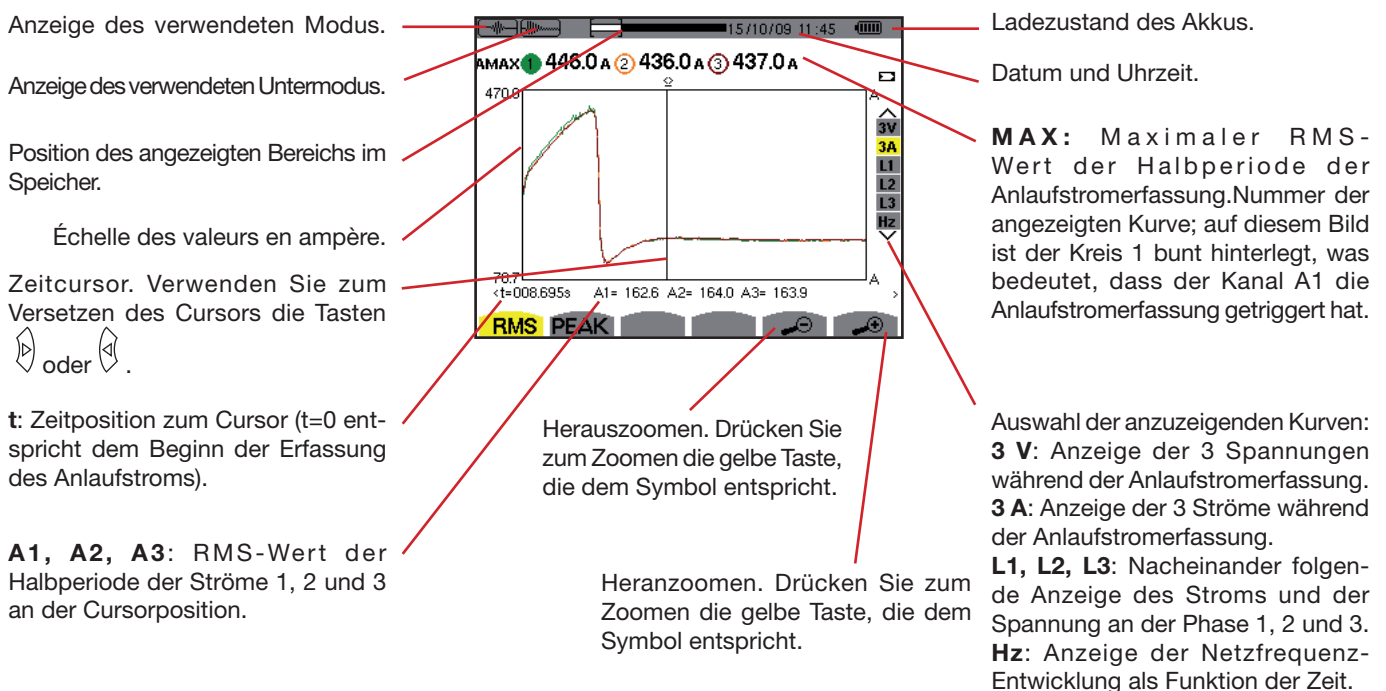 Anzeige des verwendeten Modus.
Anzeige des verwendeten Untermodus.
Position des angezeigten Bereichs im
Speicher.
Échelle des valeurs en ampère.
Zeitcursor. Verwenden Sie zum
Versetzen des Cursors die Tasten
oder .
t: Zeitposition zum Cursor (t=0 ent-
spricht dem Beginn der Erfassung
des Anlaufstroms).
A1, A2, A3: RMS-Wert der
Halbperiode der Ströme 1, 2 und 3
an der Cursorposition.
15/10/09 11:45
AMAX 1 446.0 A 2 436.0 A 3 437.0 A
470.9 A
3V
3A
L1
L2
L3
Hz
78.7 A
<t=008.695s A1= 162.6 A2= 164.0 A3= 163.9 >
RMS PEAK
Herauszoomen. Drücken Sie
zum Zoomen die gelbe Taste,
die dem Symbol entspricht.
Heranzoomen. Drücken Sie zum
Zoomen die gelbe Taste, die dem
Symbol entspricht.
Ladezustand des Akkus.
Datum und Uhrzeit.
MAX: Maximaler RMS-
Wert der Halbperiode der
Anlaufstromerfassung.Nummer der
angezeigten Kurve; auf diesem Bild
ist der Kreis 1 bunt hinterlegt, was
bedeutet, dass der Kanal A1 die
Anlaufstromerfassung getriggert hat.
Auswahl der anzuzeigenden Kurven:
3 V: Anzeige der 3 Spannungen
während der Anlaufstromerfassung.
3 A: Anzeige der 3 Ströme während
der Anlaufstromerfassung.
L1, L2, L3: Nacheinander folgen-
de Anzeige des Stroms und der
Spannung an der Phase 1, 2 und 3.
Hz: Anzeige der Netzfrequenz-
Entwicklung als Funktion der Zeit.